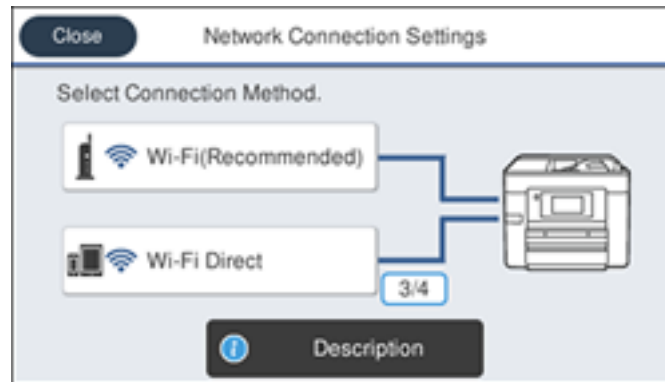 Close
Network Connection Settings
Select Connection Method.
Wi-Fi(Recommended)
Wi-Fi Direct
3/4
i Description